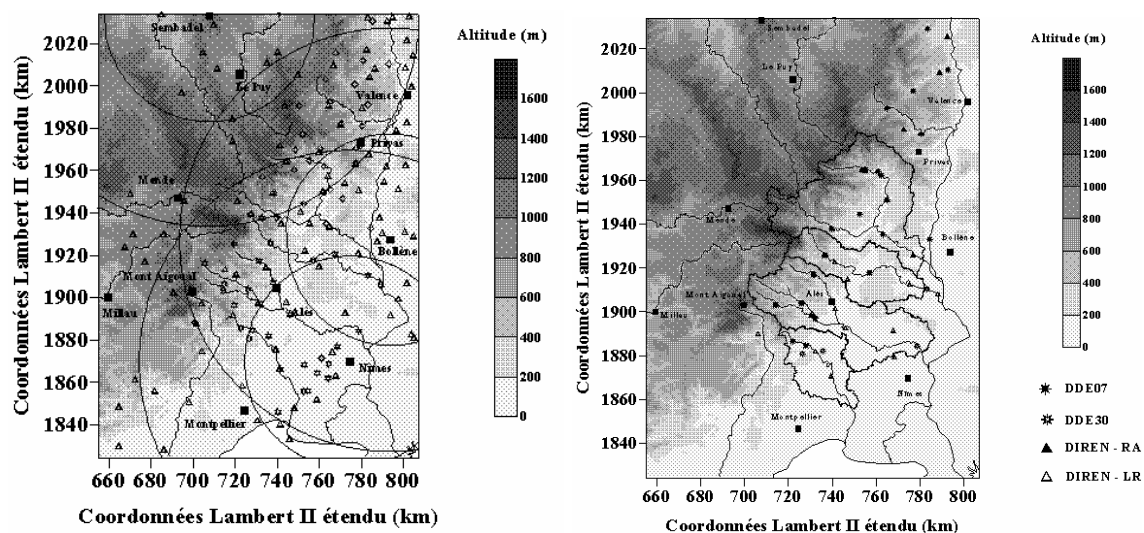 Altitude (m)
1600
1400
1200
1000
800
600
400
200
0
2020
2000
1980
1960
1940
1920
1900
1880
1860
1840
Coordonnées Lambert II étendu (km)
Sembadel
Le Puy
Valence
Privas
Mende
Bollène
Mont Aigoual
Millau
Alès
Nîmes
Montpellier
660 680 700 720 740 760 780 800
Coordonnées Lambert II étendu (km)
Altitude (m)
1600
1400
1200
1000
800
600
400
200
0
2020
2000
1980
1960
1940
1920
1900
1880
1860
1840
Coordonnées Lambert II étendu (km)
Sembadel
Le Puy
Valence
Privas
Mende
Bollène
Mont Aigoual
Alès
Millau
Nîmes
Montpellier
660 680 700 720 740 760 780 800
Coordonnées Lambert II étendu (km)
DDE07
DDE30
DIREN - RA
DIREN - LR